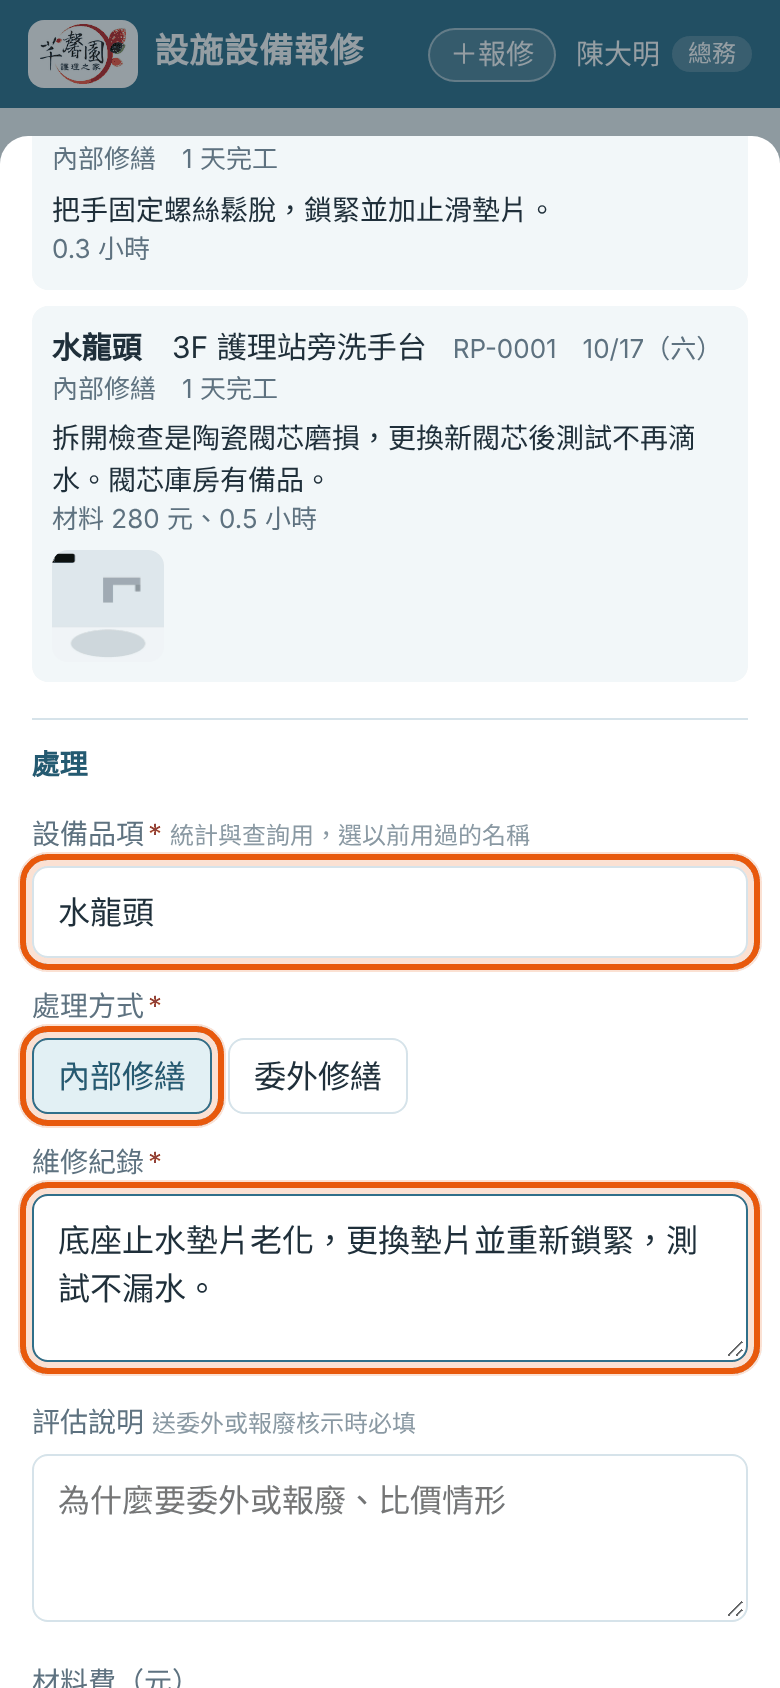 芊馨園
護理之家
設施設備報修
＋報修
陳大明
總務
內部修繕 1 天完工
把手固定螺絲鬆脫，鎖緊並加止滑墊片。
0.3 小時
水龍頭 3F 護理站旁洗手台 RP-0001 10/17（六）
內部修繕 1 天完工
拆開檢查是陶瓷閥芯磨損，更換新閥芯後測試不再滴
水。閥芯庫房有備品。
材料 280 元、0.5 小時
處理
設備品項* 統計與查詢用，選以前用過的名稱
水龍頭
處理方式*
內部修繕 委外修繕
維修紀錄*
底座止水墊片老化，更換墊片並重新鎖緊，測
試不漏水。
評估說明 送委外或報廢核示時必填
為什麼要委外或報廢、比價情形
材料費（元）